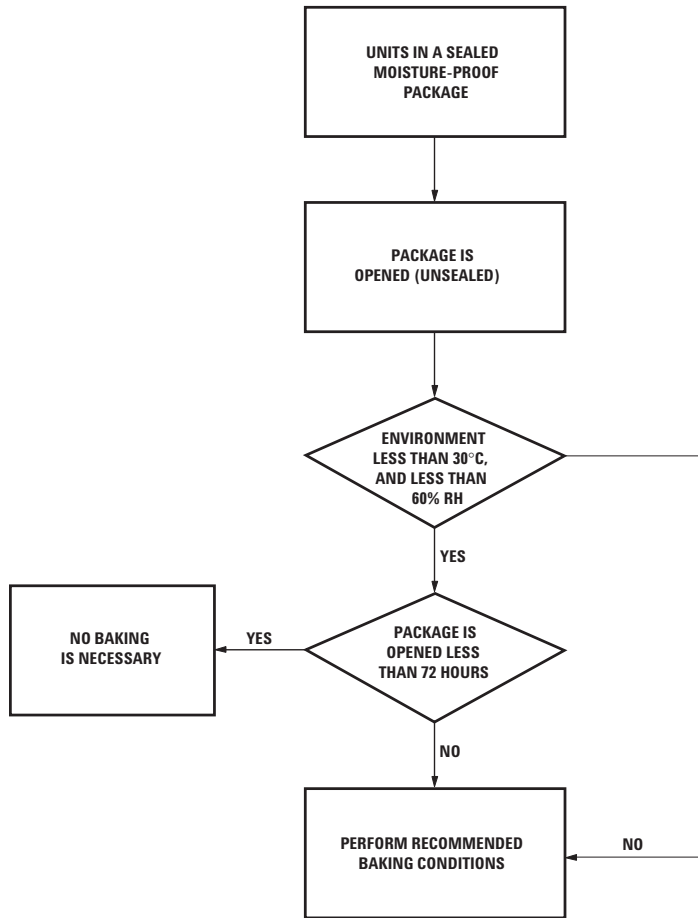 UNITS IN A SEALED
MOISTURE-PROOF
PACKAGE
PACKAGE IS
OPENED (UNSEALED)
ENVIRONMENT
LESS THAN 30°C,
AND LESS THAN
60% RH
YES
NO BAKING
IS NECESSARY
YES
PACKAGE IS
OPENED LESS
THAN 72 HOURS
NO
PERFORM RECOMMENDED
BAKING CONDITIONS
NO